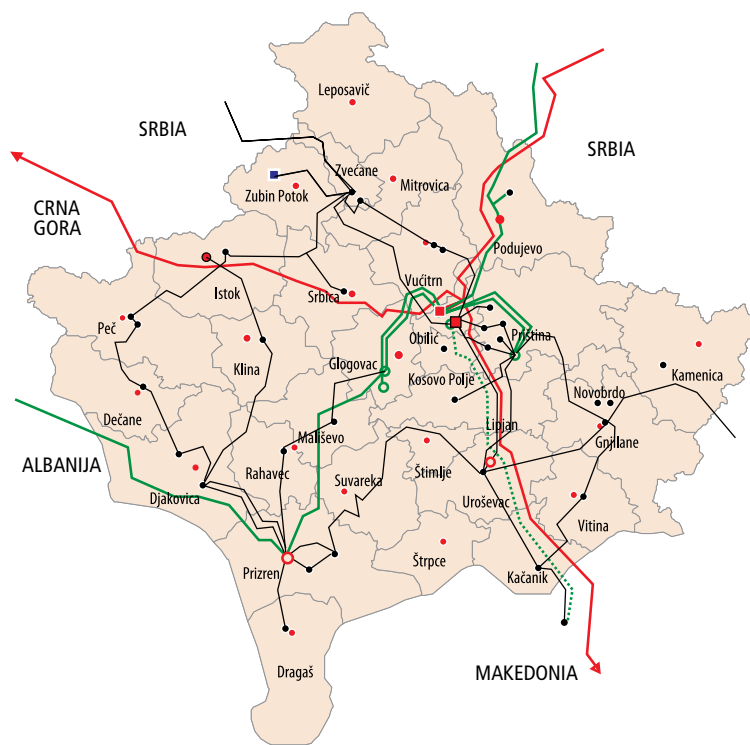 Leposavič
SRBIA
SRBIA
Zvečane
Mitrovica
Zubin Potok
CRNA
GORA
Podujevo
Vućitrn
Istok
Srbica
Peč
Obilić
Priština
Klina
Glogovac
Kosovo Polje
Kamenica
Novobrdo
Dečane
Mališevo
Lipjan
Gnjilane
ALBANIJA
Rahavec
Suvareka
Štimlje
Djakovica
Uroševac
Vitina
Štrpce
Prizren
Kačanik
Dragaš
MAKEDONIA